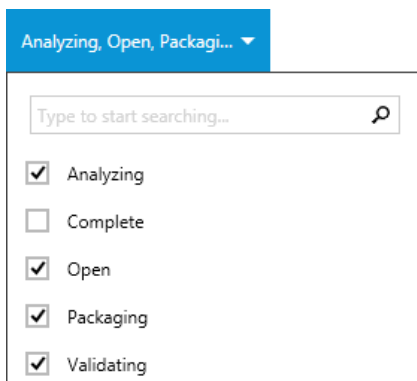 Analyzing, Open, Packagi...
Type to start searching...
Analyzing
Complete
Open
Packaging
Validating